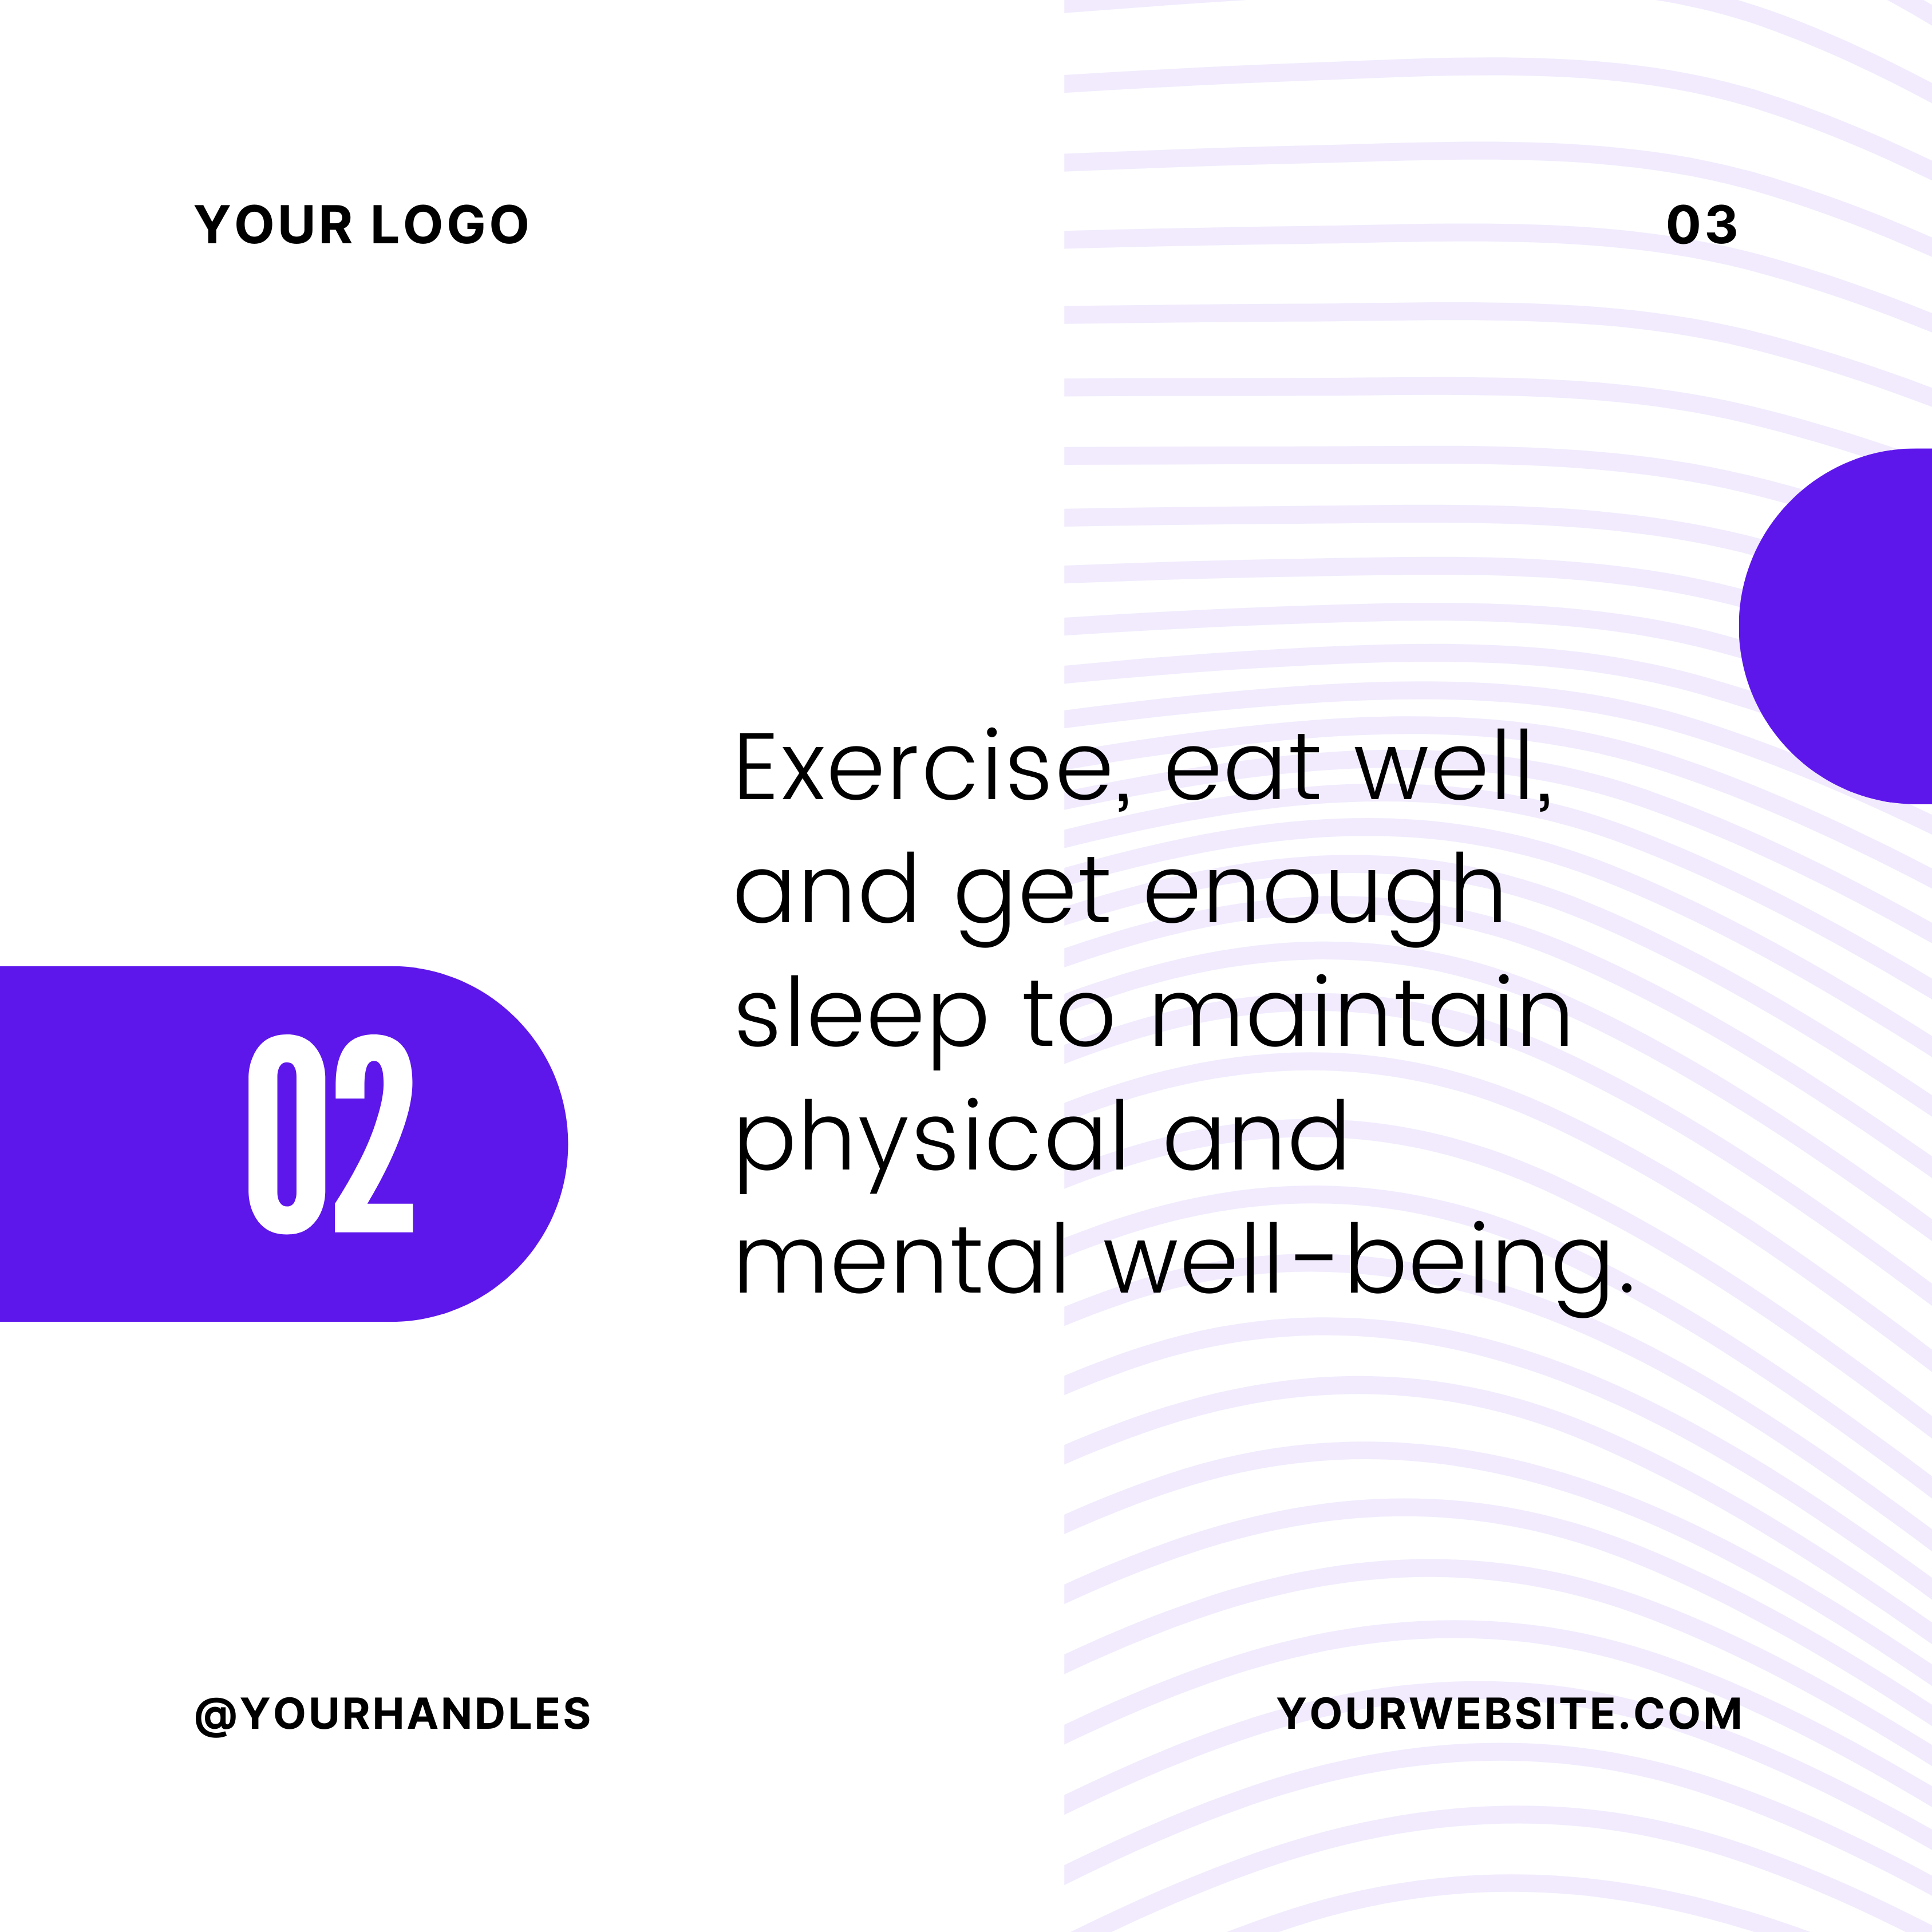 YOUR LOGO
03
Exercise, eat well,
and get enough
sleep to maintain
physical and
mental well-being.
02
@YOURHANDLES
YOURWEBSITE.COM